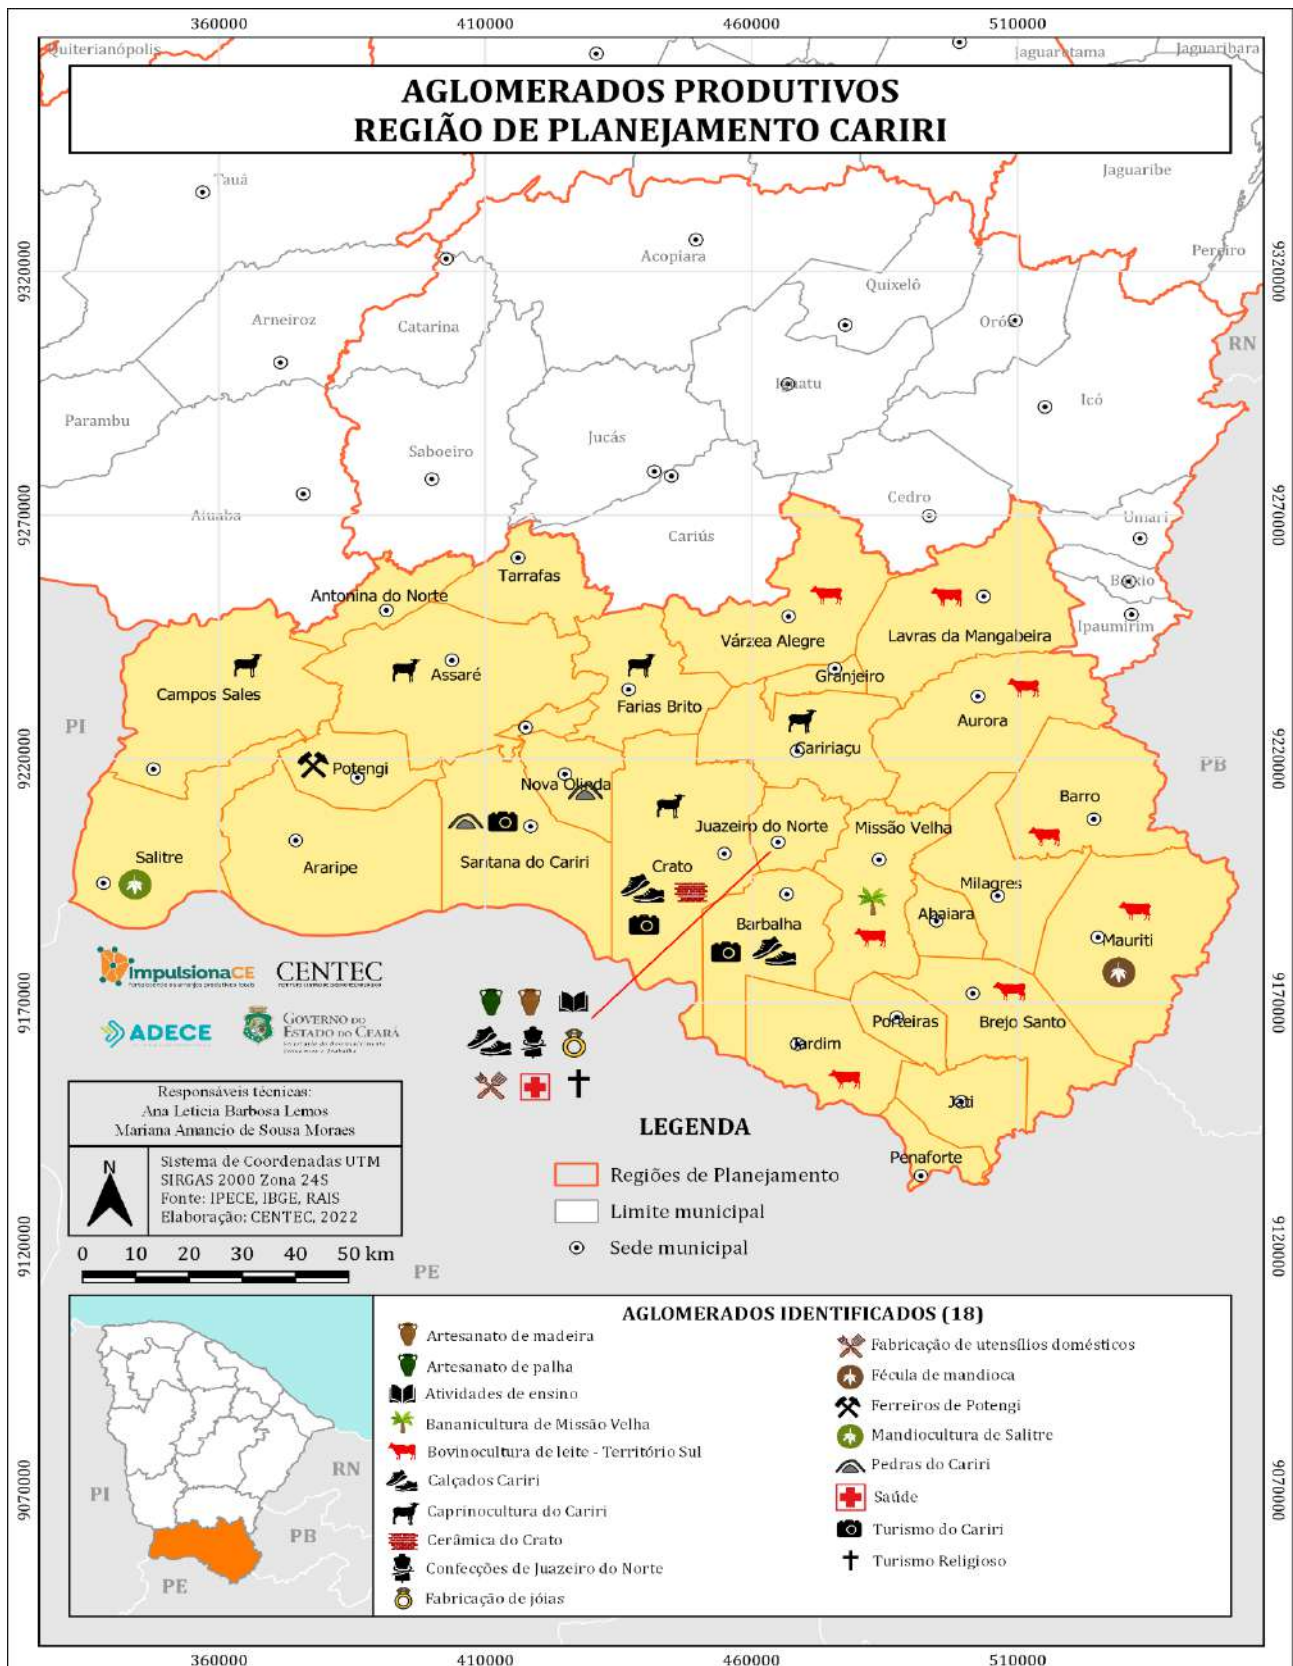 360000
410000
460000
510000
Quiterianópolis
Jaguaretama
Jaguaribara
AGLOMERADOS PRODUTIVOS
REGIÃO DE PLANEJAMENTO CARIRI
Tauá
Jaguaribe
Acopiara
Pereiro
9320000
9320000
Quixelô
Arneiroz
Catarina
Orós
RN
Iguatu
Icó
Parambu
Jucás
Saboeiro
Cedro
9270000
9270000
Aiuaba
Umari
Cariús
Tarrafas
Baixio
Antonina do Norte
Ipaumirim
Várzea Alegre
Lavras da Mangabeira
Assaré
Granjeiro
Campos Sales
Farias Brito
Aurora
PI
Caririaçu
9220000
9220000
Potengi
PB
Nova Olinda
Barro
Juazeiro do Norte
Missão Velha
Salitre
Araripe
Santana do Cariri
Crato
Milagres
Abaiara
Barbalha
Mauriti
ImpulsionaCE
CENTEC
9170000
9170000
ADECE
GOVERNO DO
ESTADO DO CEARÁ
Porteiras
Brejo Santo
Jardim
Responsáveis técnicas:
Ana Letícia Barbosa Lemos
Mariana Amancio de Sousa Moraes
Jati
LEGENDA
Penaforte
N
Sistema de Coordenadas UTM
SIRGAS 2000 Zona 24S
Fonte: IPECE, IBGE, RAIS
Elaboração: CENTEC, 2022
Regiões de Planejamento
Limite municipal
Sede municipal
9120000
9120000
0 10 20 30 40 50 km
PE
AGLOMERADOS IDENTIFICADOS (18)
Artesanato de madeira
Artesanato de palha
Atividades de ensino
Bananicultura de Missão Velha
Bovinocultura de leite - Território Sul
Calçados Cariri
Caprinocultura do Cariri
Cerâmica do Crato
Confecções de Juazeiro do Norte
Fabricação de jóias
Fabricação de utensílios domésticos
Fécula de mandioca
Ferreiros de Potengi
Mandiocultura de Salitre
Pedras do Cariri
Saúde
Turismo do Cariri
Turismo Religioso
RN
PI
PB
PE
9070000
9070000
360000
410000
460000
510000